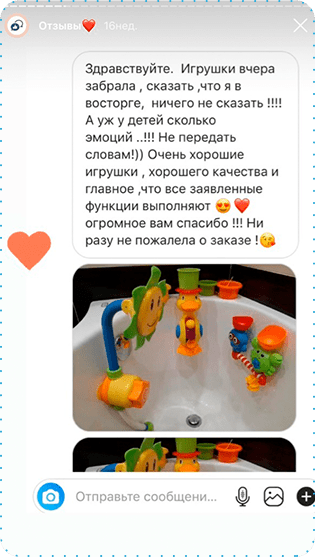 Отзывы❤️ 16нед.
Здравствуйте. Игрушки вчера
забрала , сказать ,что я в
восторге, ничего не сказать !!!!
А уж у детей сколько
эмоций ..!!! Не передать
словам!)) Очень хорошие
игрушки , хорошего качества и
главное ,что все заявленные
функции выполняют 😍❤️
огромное вам спасибо !!! Ни
разу не пожалела о заказе !😘
Отправьте сообщени...